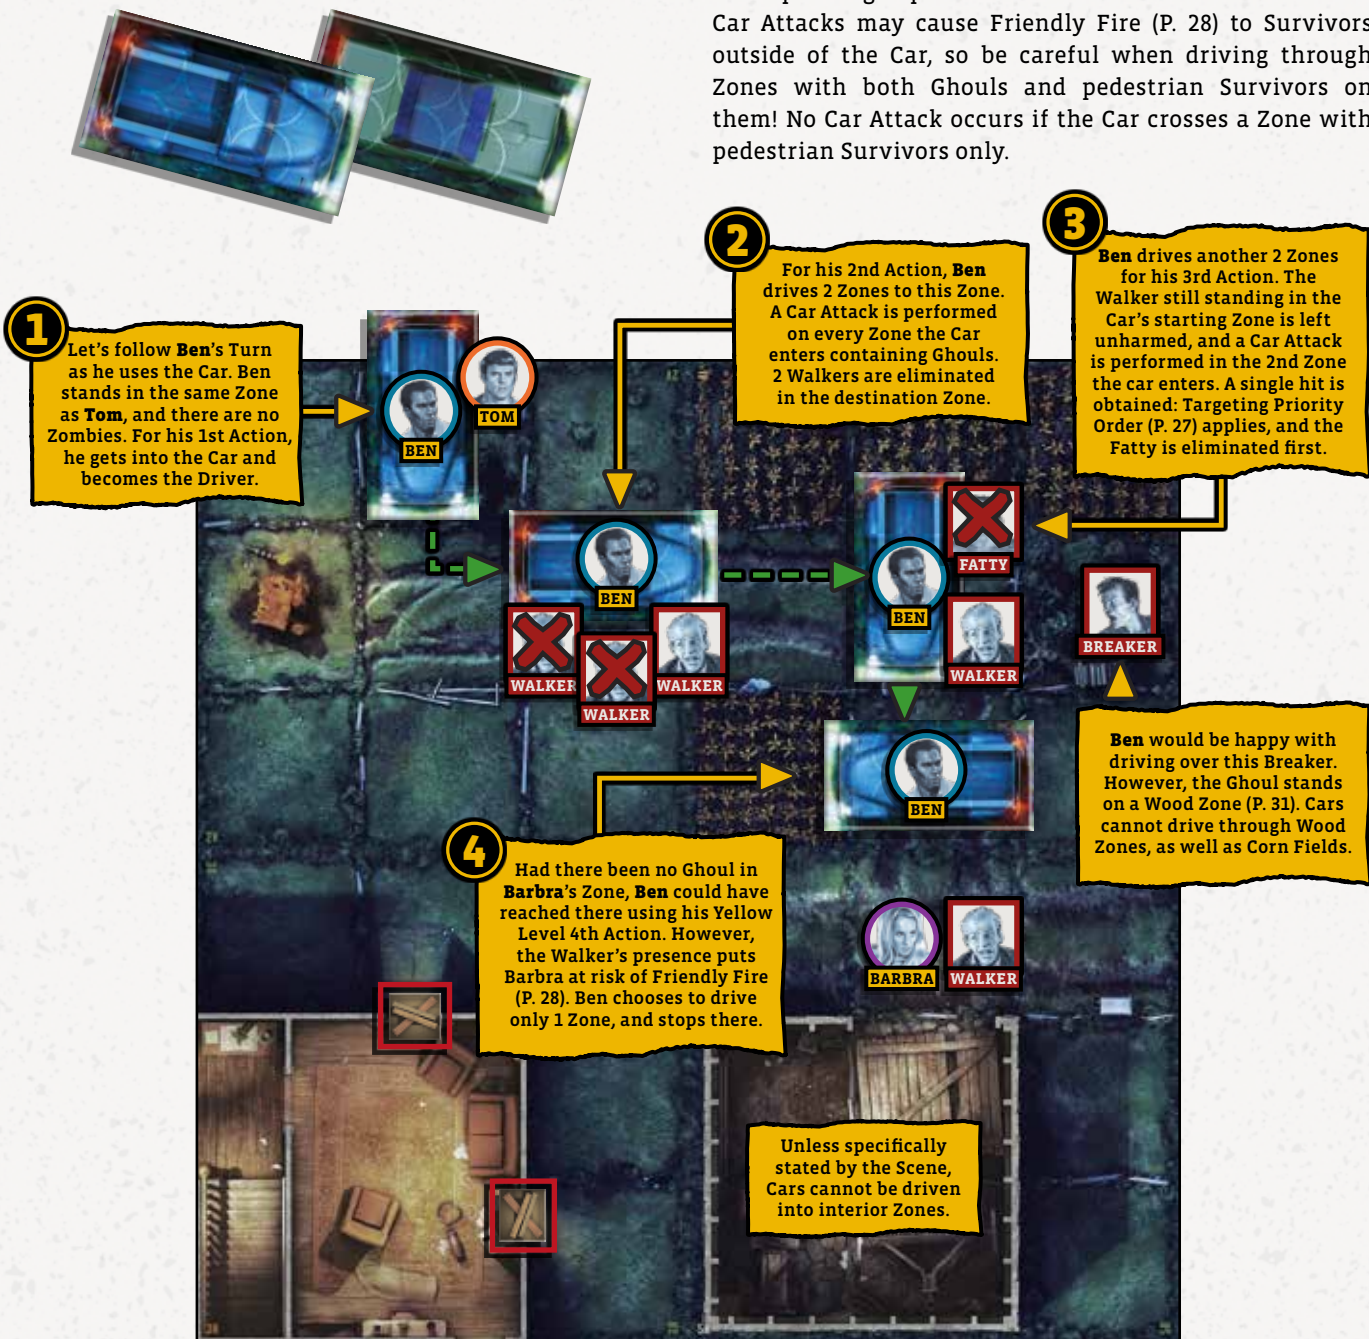 Car Attacks may cause Friendly Fire (P. 28) to Survivors
outside of the Car, so be careful when driving through
Zones with both Ghouls and pedestrian Survivors on
them! No Car Attack occurs if the Car crosses a Zone with
pedestrian Survivors only.
1
Let's follow Ben's Turn
as he uses the Car. Ben
stands in the same Zone
as Tom, and there are no
Zombies. For his 1st Action,
he gets into the Car and
becomes the Driver.
BEN
TOM
2
For his 2nd Action, Ben
drives 2 Zones to this Zone.
A Car Attack is performed
on every Zone the Car
enters containing Ghouls.
2 Walkers are eliminated
in the destination Zone.
3
Ben drives another 2 Zones
for his 3rd Action. The
Walker still standing in the
Car's starting Zone is left
unharmed, and a Car Attack
is performed in the 2nd Zone
the car enters. A single hit is
obtained: Targeting Priority
Order (P. 27) applies, and the
Fatty is eliminated first.
BEN
WALKER
WALKER
WALKER
BEN
FATTY
WALKER
BREAKER
Ben would be happy with
driving over this Breaker.
However, the Ghoul stands
on a Wood Zone (P. 31). Cars
cannot drive through Wood
Zones, as well as Corn Fields.
BEN
4
Had there been no Ghoul in
Barbra's Zone, Ben could have
reached there using his Yellow
Level 4th Action. However,
the Walker's presence puts
Barbra at risk of Friendly Fire
(P. 28). Ben chooses to drive
only 1 Zone, and stops there.
BARBRA
WALKER
Unless specifically
stated by the Scene,
Cars cannot be driven
into interior Zones.